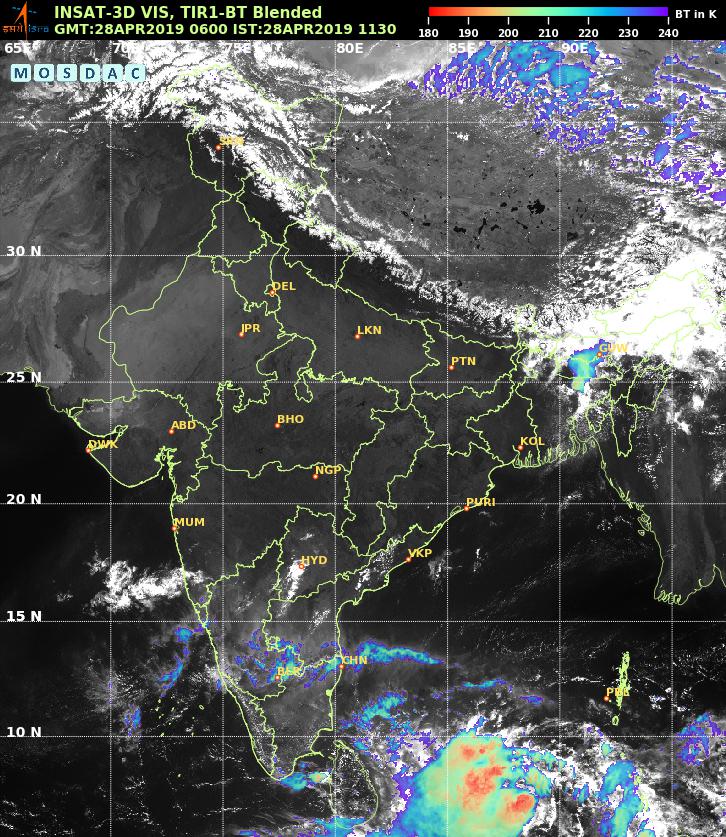 INSAT-3D VIS, TIR1-BT Blended
GMT:28APR2019 0600 IST:28APR2019 1130
BT in K
180 190 200 210 220 230 240
65E 70E 75E 80E 85E 90E
MOSDAC
SRN
30 N
DEL
JPR
LKN
GUW
PTN
25 N
BHO
ABD
KOL
DWK
NGP
20 N
PURI
MUM
VKP
HYD
15 N
CHN
10 N